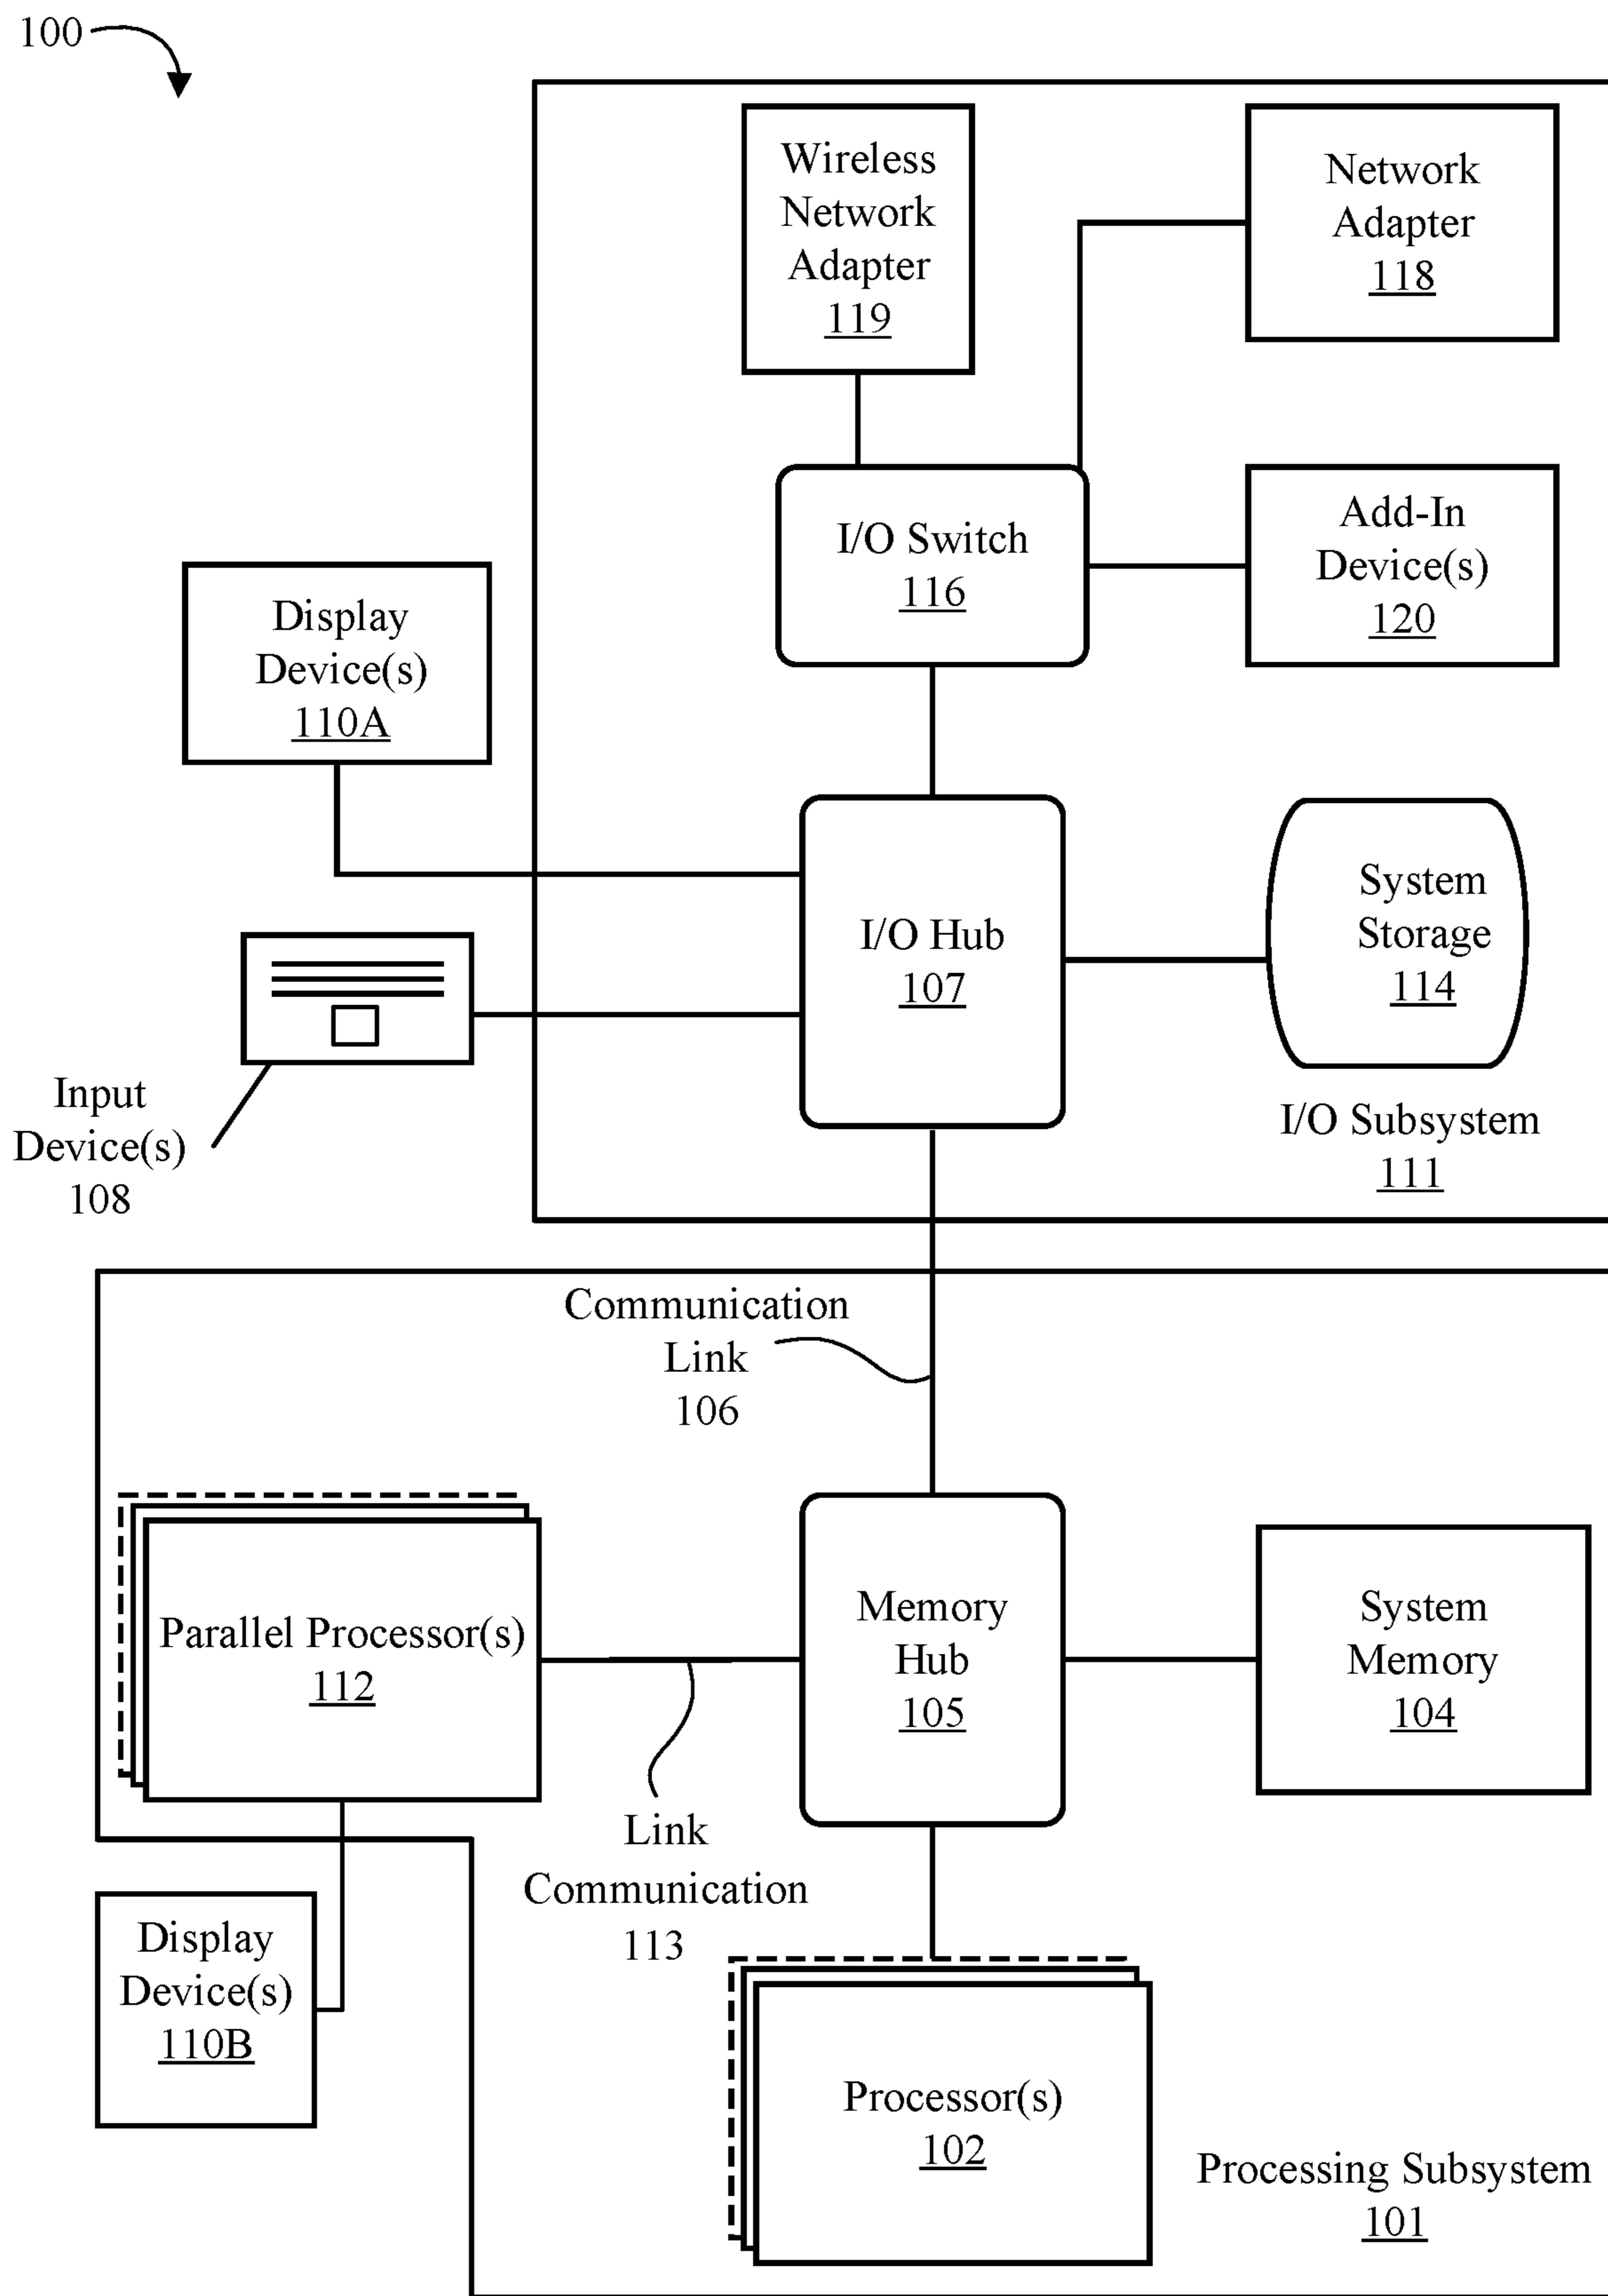 100
Wireless
Network
Adapter
119
Network
Adapter
118
I/O Switch
116
Add-In
Device(s)
120
Display
Device(s)
110A
I/O Hub
107
System
Storage
114
Input
Device(s)
108
I/O Subsystem
111
Communication
Link
106
Parallel Processor(s)
112
Memory
Hub
105
System
Memory
104
Link
Communication
113
Display
Device(s)
110B
Processor(s)
102
Processing Subsystem
101